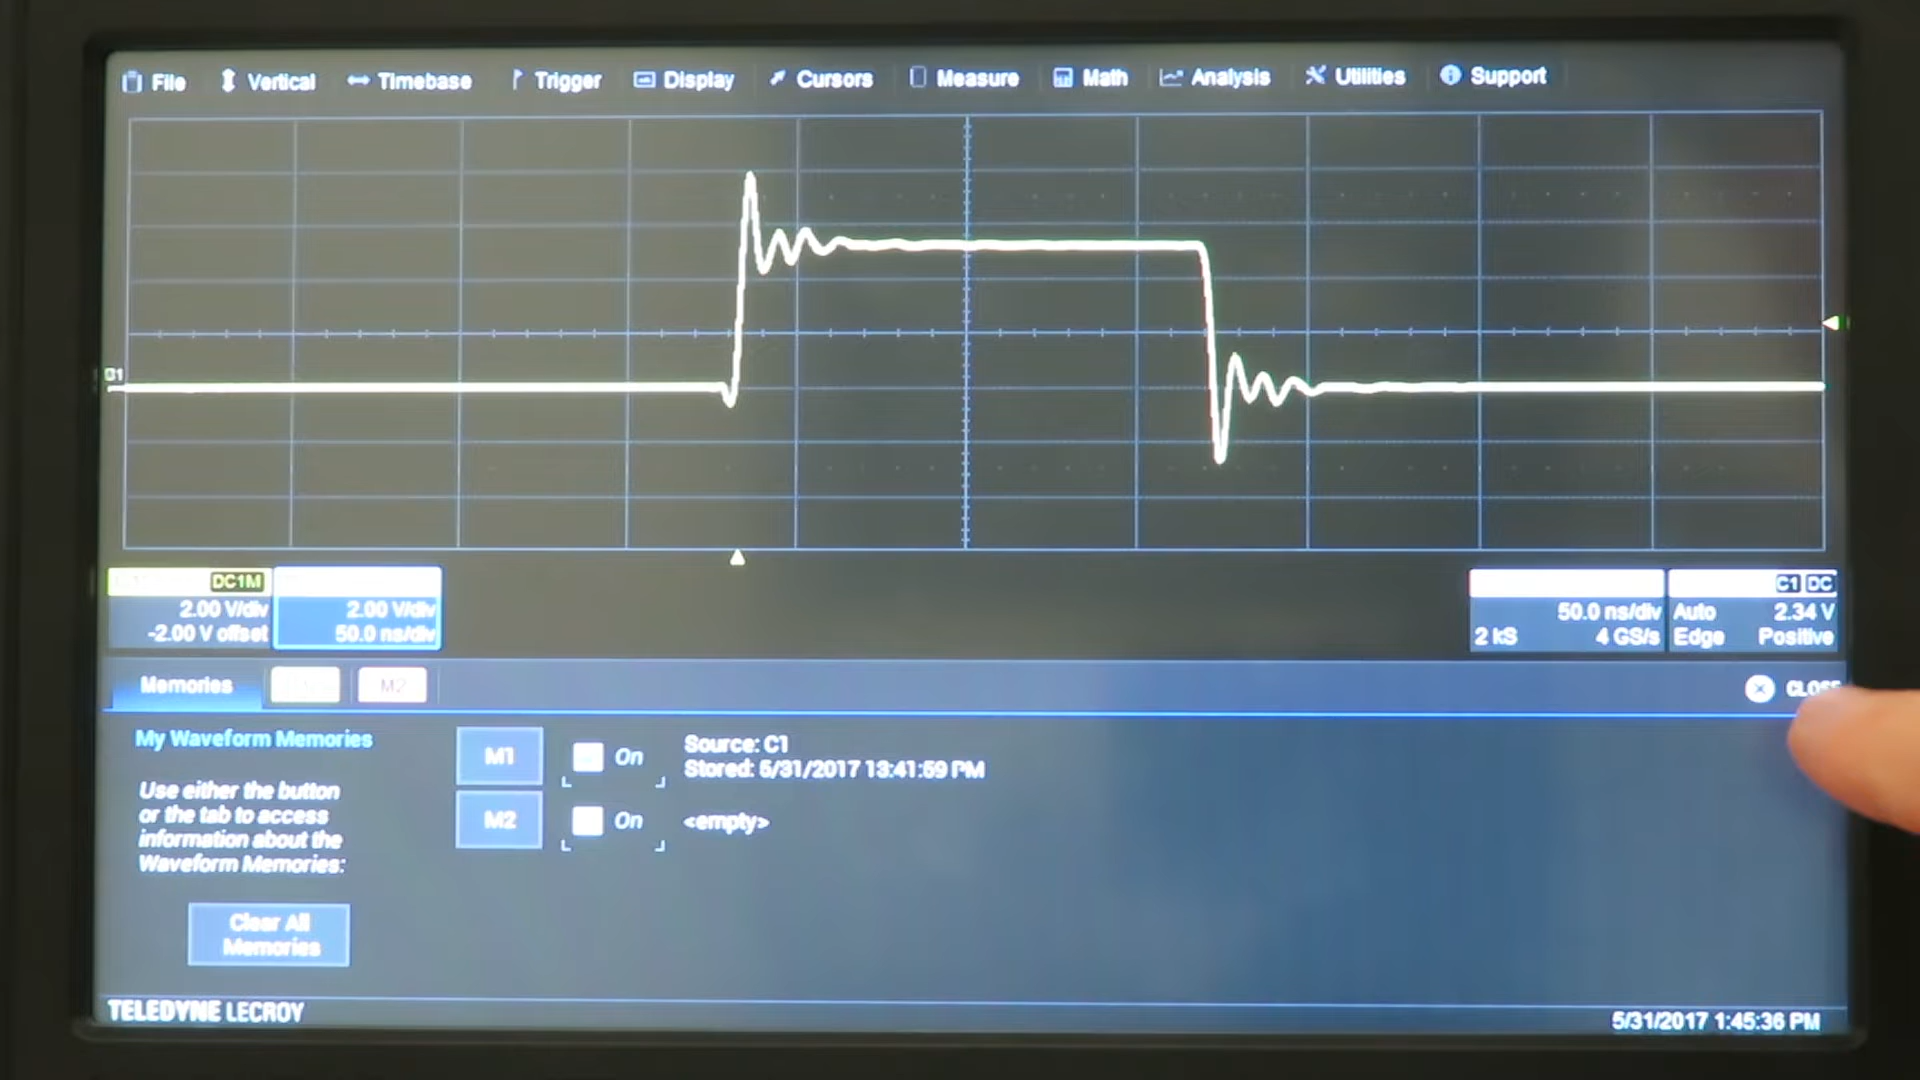 File Vertical Timebase Trigger Display Cursors Measure Math Analysis Utilities Support
DC1M
2.00 V/div
-2.00 V offset
2.00 V/div
50.0 ns/div
50.0 ns/div
2 kS 4 GS/s
C1 DC
Auto 2.34 V
Edge Positive
Memories M2 CLOSE
My Waveform Memories
Use either the button
or the tab to access
information about the
Waveform Memories:
Clear All
Memories
M1 On Source: C1
Stored: 5/31/2017 13:41:59 PM
M2 On <empty>
TELEDYNE LECROY
5/31/2017 1:45:36 PM